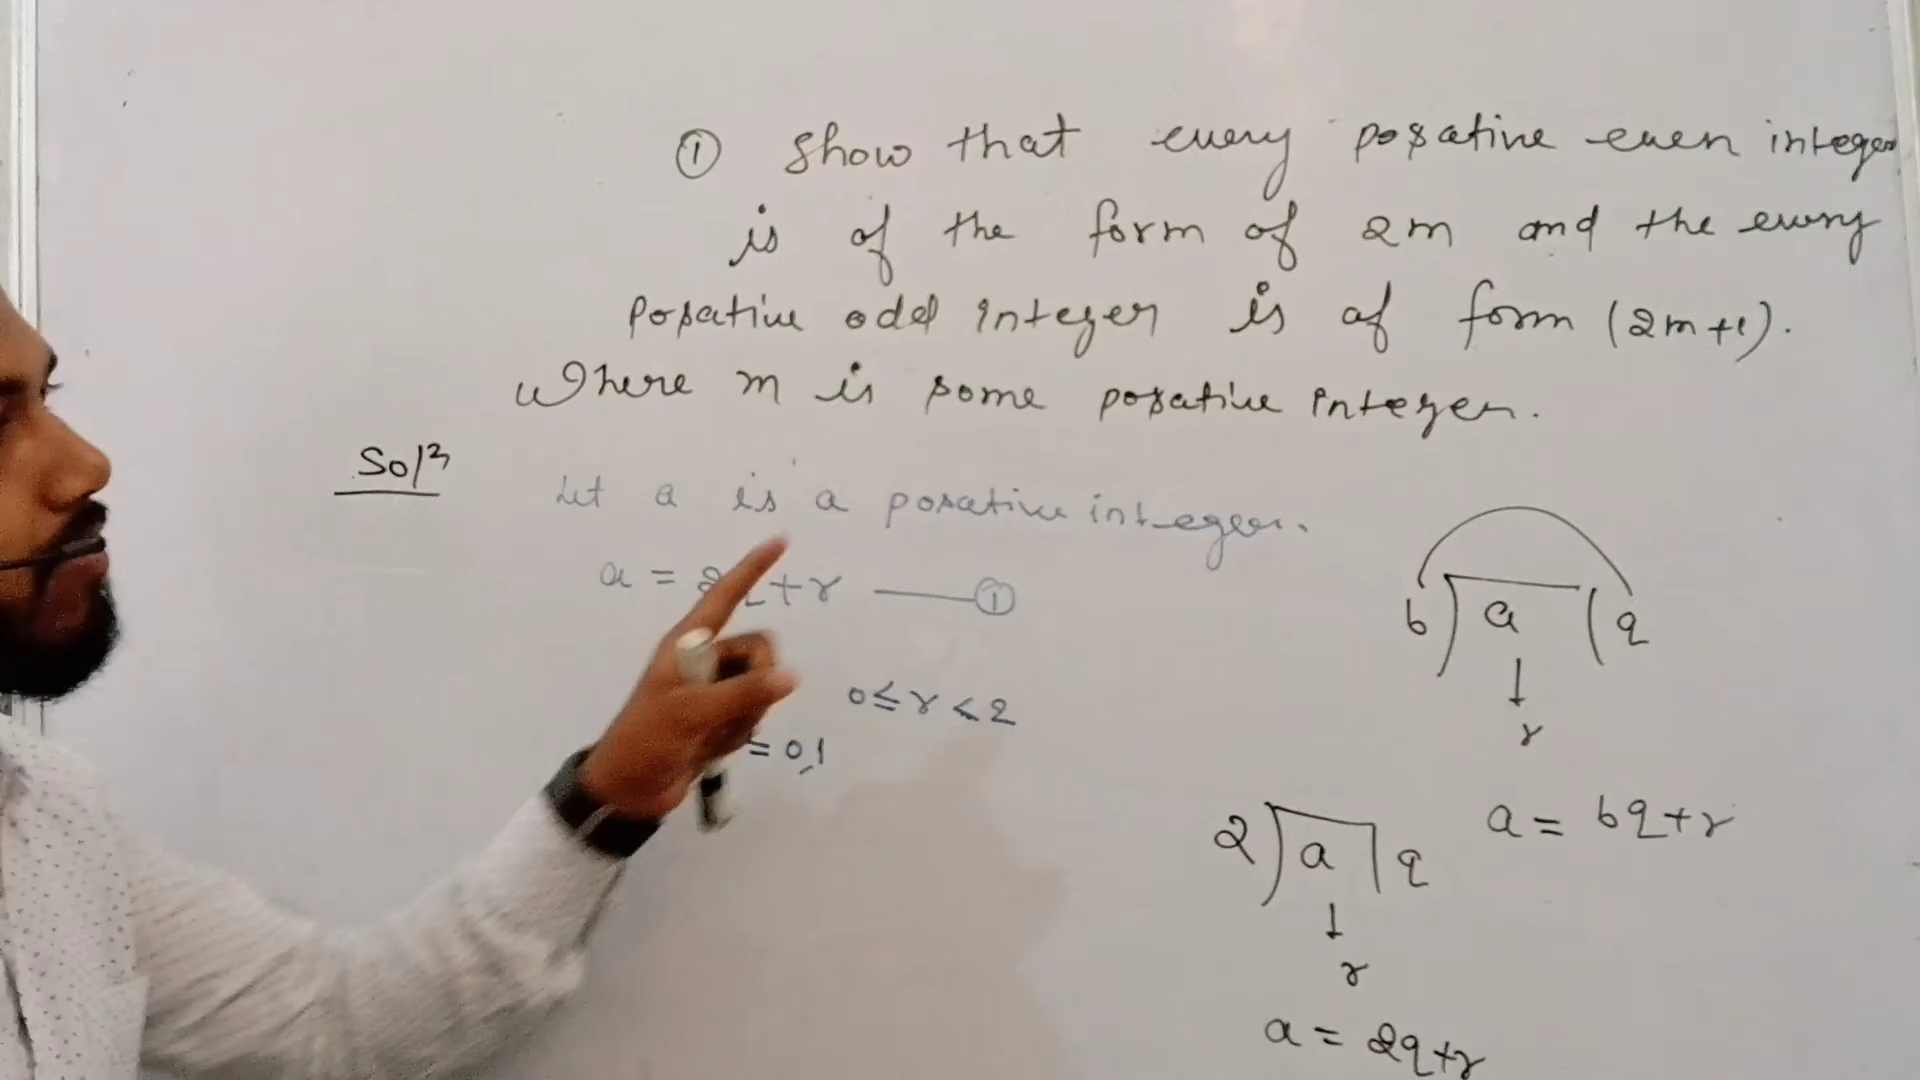 ① Show that every posative even integer
is of the form of 2m and the every
posative odd integer is of form (2m+1).
Where m is some posative integer.
Solⁿ
Let a is a posative integer.
a = 2q+r —— ①
0≤r<2
= 0,1
b) a (q
r
a = bq+r
2) a | q
r
a = 2q+r